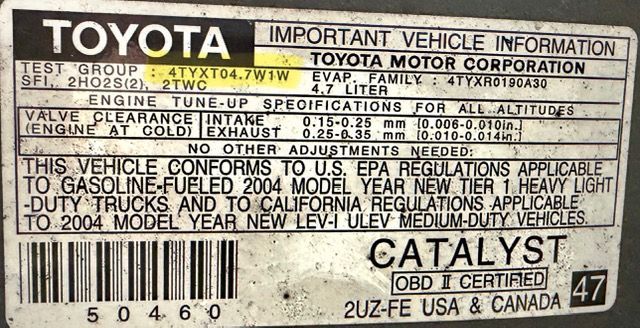 TOYOTA IMPORTANT VEHICLE INFORMATION
TOYOTA MOTOR CORPORATION
TEST GROUP : 4TYXT04.7W1W EVAP. FAMILY : 4TYXR0190A30
SFI, 2HO2S(2), 2TWC 4.7 LITER
ENGINE TUNE-UP SPECIFICATIONS FOR ALL ALTITUDES
VALVE CLEARANCE INTAKE 0.15-0.25 mm [0.006-0.010in.]
(ENGINE AT COLD) EXHAUST 0.25-0.35 mm [0.010-0.014in.]
NO OTHER ADJUSTMENTS NEEDED.
THIS VEHICLE CONFORMS TO U.S. EPA REGULATIONS APPLICABLE
TO GASOLINE-FUELED 2004 MODEL YEAR NEW TIER 1 HEAVY LIGHT
-DUTY TRUCKS AND TO CALIFORNIA REGULATIONS APPLICABLE
TO 2004 MODEL YEAR NEW LEV-I ULEV MEDIUM-DUTY VEHICLES.
CATALYST
OBD II CERTIFIED 47
50460 2UZ-FE USA & CANADA